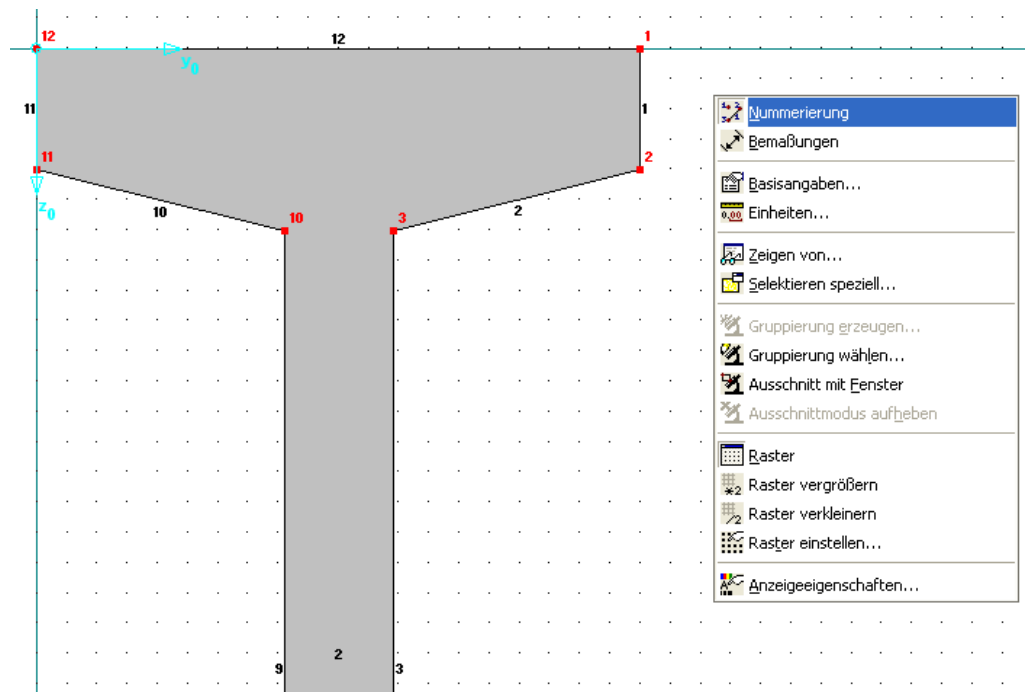 12
12
1
y0
11
1
11
2
z0
10
2
10
3
2
9
3
Nummerierung
Bemaßungen
Basisangaben...
Einheiten...
Zeigen von...
Selektieren speziell...
Gruppierung erzeugen...
Gruppierung wählen...
Ausschnitt mit Fenster
Ausschnittmodus aufheben
Raster
Raster vergrößern
Raster verkleinern
Raster einstellen...
Anzeigeeigenschaften...